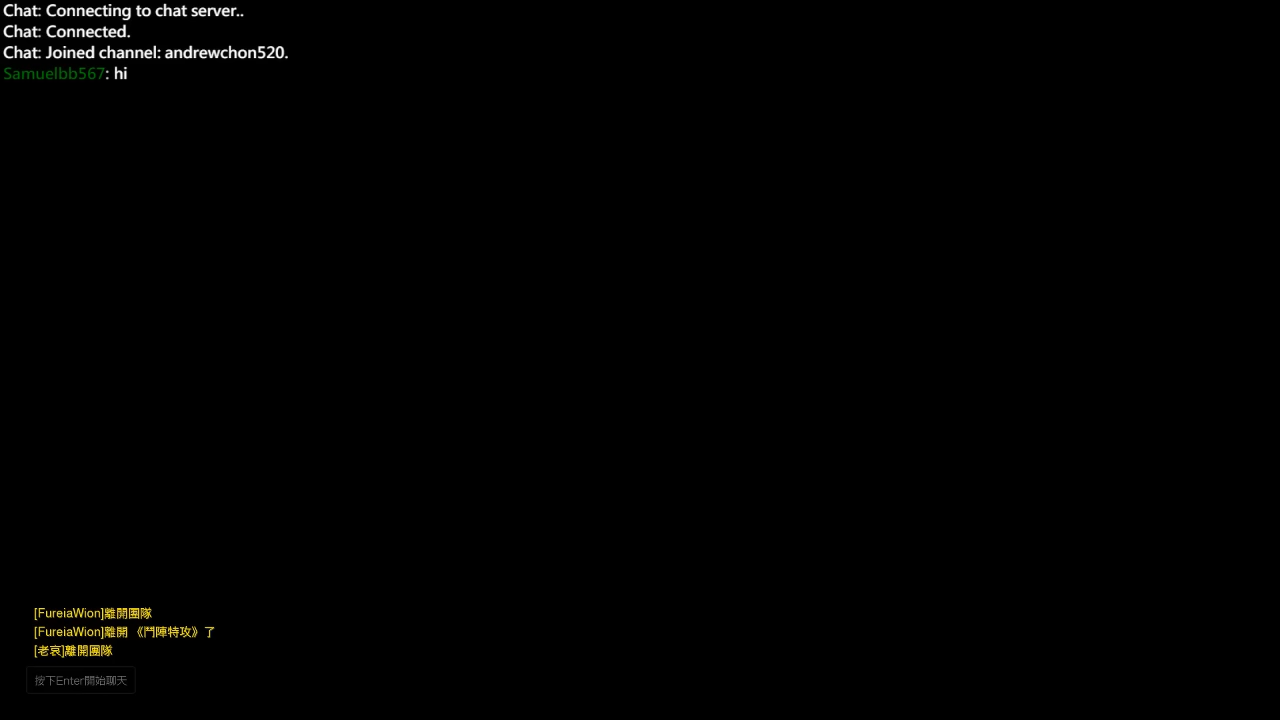 Chat: Connecting to chat server..
Chat: Connected.
Chat: Joined channel: andrewchon520.
Samuelbb567: hi
[FureiaWion]離開團隊
[FureiaWion]離開 《鬥陣特攻》了
[老哀]離開團隊
按下Enter開始聊天